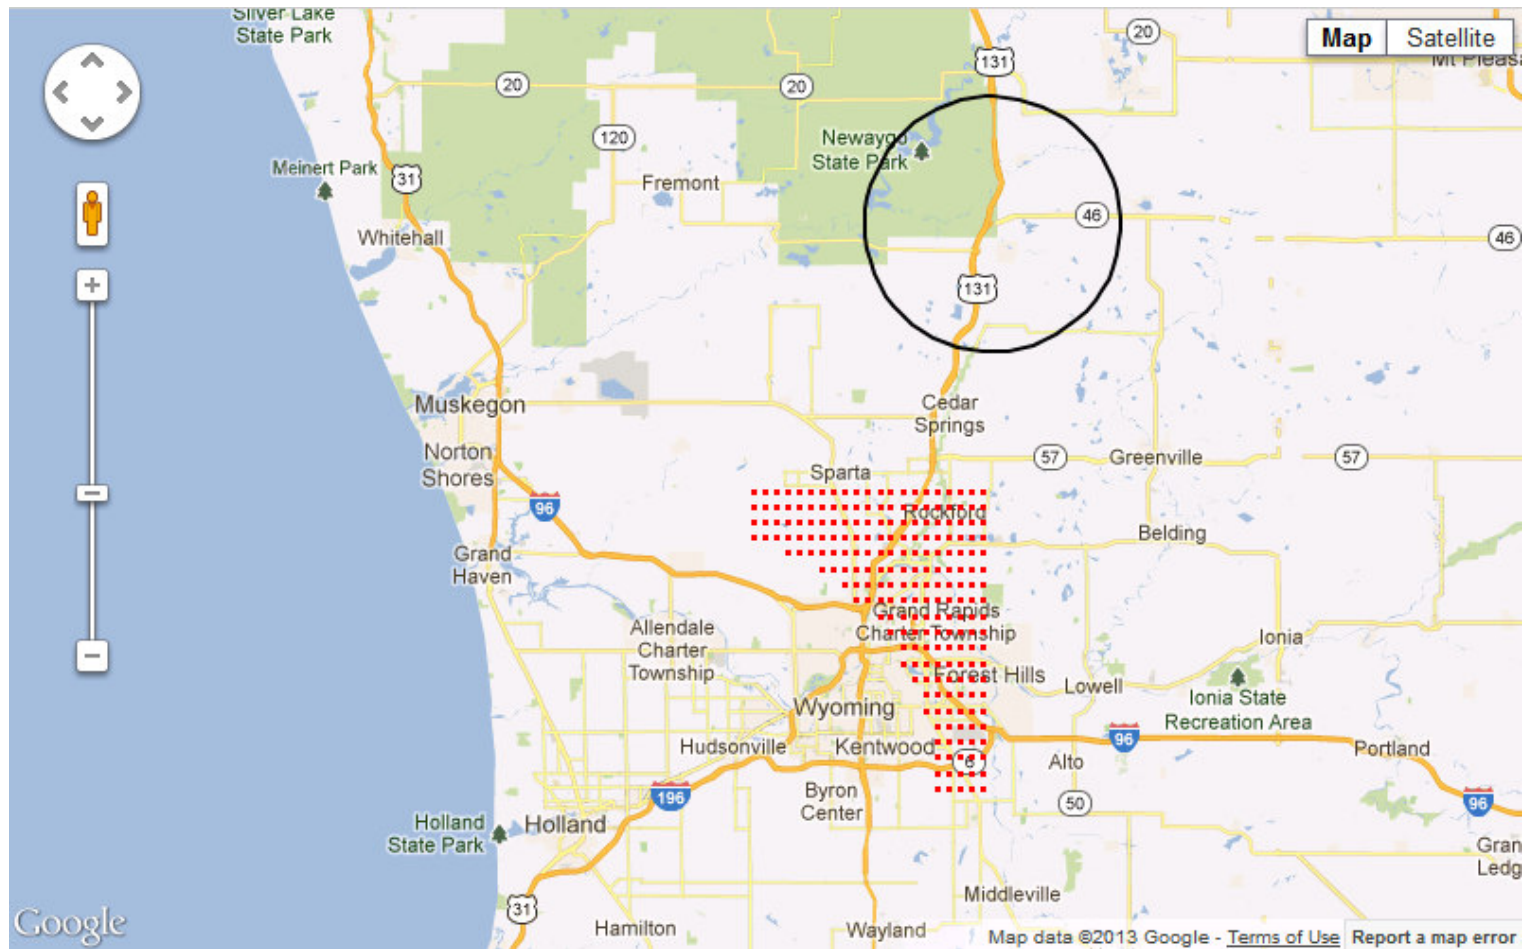 Silver Lake
State Park
20
Map
Satellite
131
Mt Pleas
20
20
120
Newaygo
State Park
Meinert Park
31
Fremont
46
Whitehall
46
131
Muskegon
Cedar
Springs
Norton
Shores
57
Greenville
57
Sparta
96
Rockford
Belding
Grand
Haven
Grand Rapids
Charter Township
Allendale
Charter
Township
Ionia
Forest Hills
Lowell
Ionia State
Recreation Area
Wyoming
96
Hudsonville
Kentwood
6
Alto
Portland
196
Byron
Center
50
96
Holland
State Park
Holland
Gran
Ledg
31
Middleville
Google
Hamilton
Wayland
Map data ©2013 Google - Terms of Use
Report a map error